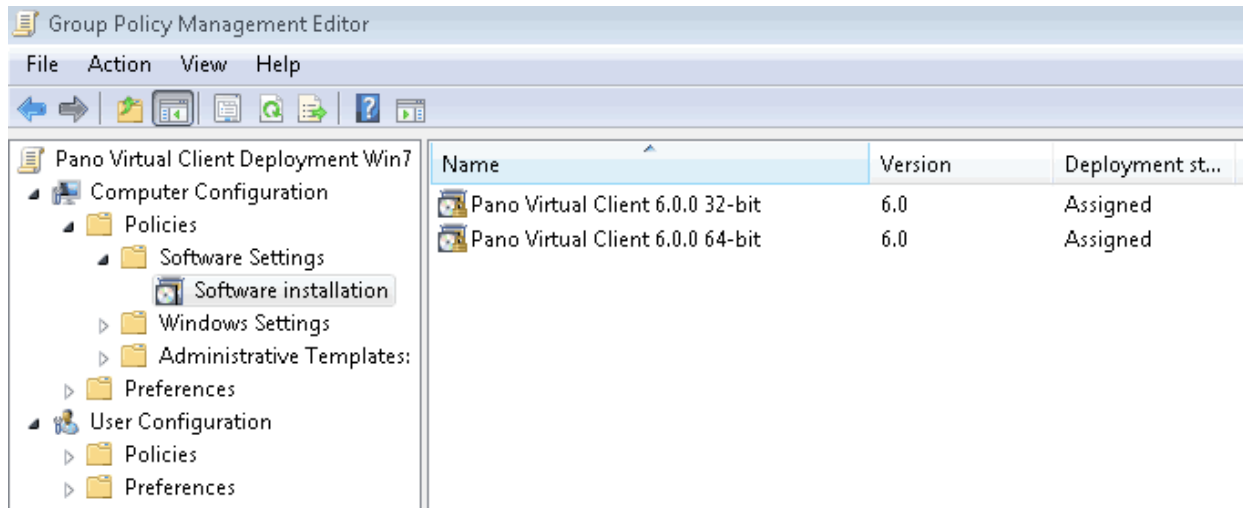 Group Policy Management Editor
File Action View Help
Pano Virtual Client Deployment Win7
Computer Configuration
Policies
Software Settings
Software installation
Windows Settings
Administrative Templates:
Preferences
User Configuration
Policies
Preferences
Name Version Deployment st...
Pano Virtual Client 6.0.0 32-bit 6.0 Assigned
Pano Virtual Client 6.0.0 64-bit 6.0 Assigned